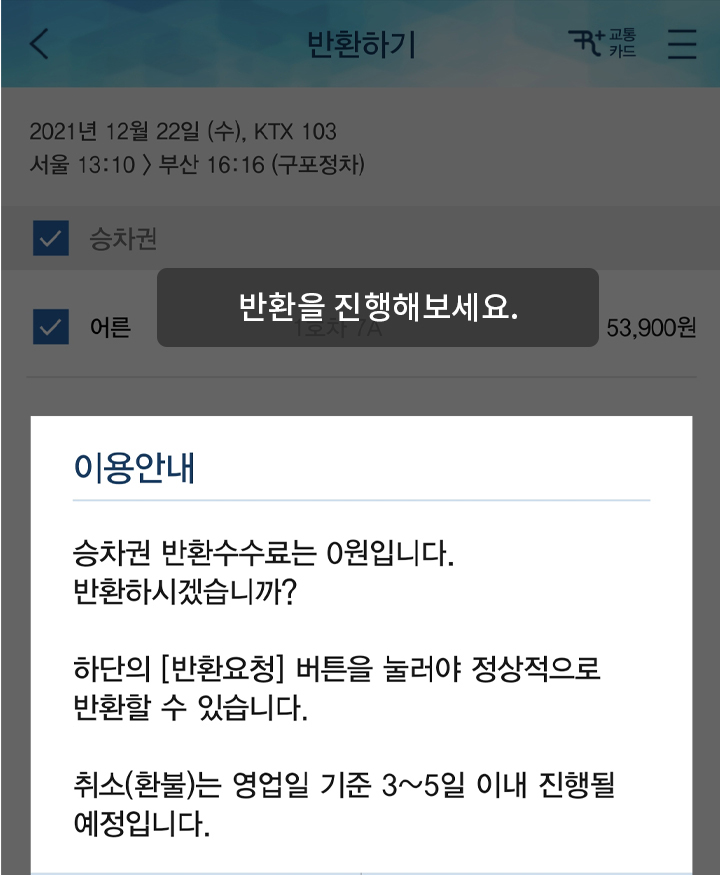 반환하기
교통
카드
2021년 12월 22일 (수), KTX 103
서울 13:10 〉 부산 16:16 (구포정차)
승차권
반환을 진행해보세요.
어른 1호차 7A 53,900원
이용안내
승차권 반환수수료는 0원입니다.
반환하시겠습니까?
하단의 [반환요청] 버튼을 눌러야 정상적으로
반환할 수 있습니다.
취소(환불)는 영업일 기준 3~5일 이내 진행될
예정입니다.